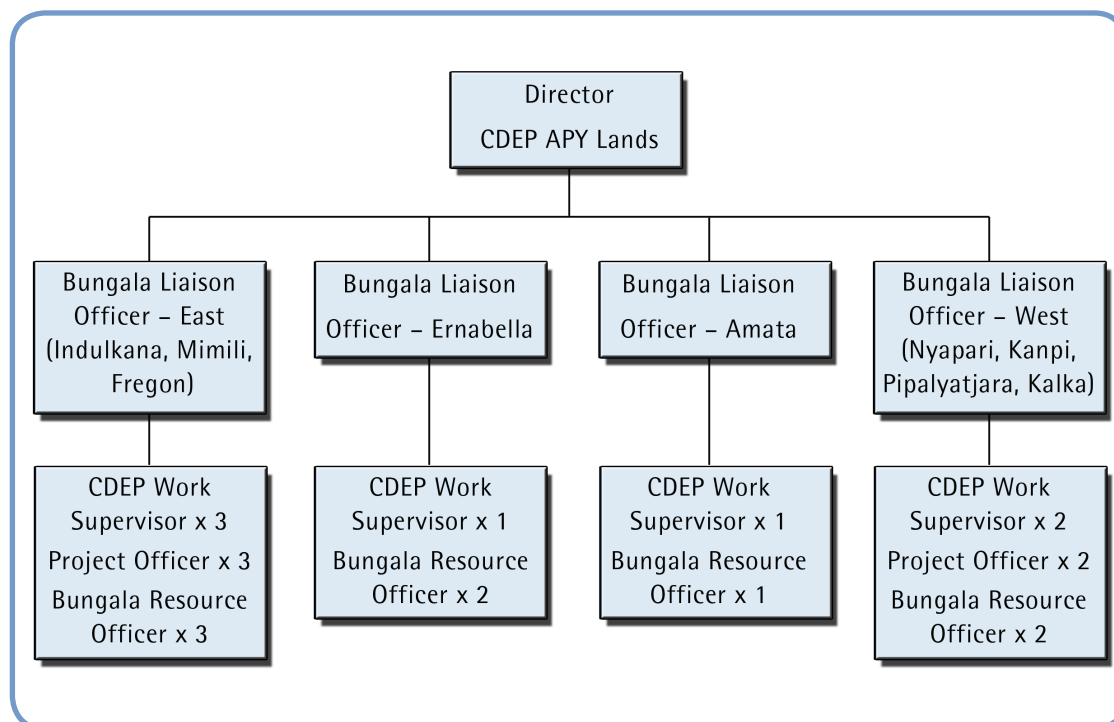 Director
CDEP APY Lands
Bungala Liaison
Officer – East
(Indulkana, Mimili,
Fregon)
Bungala Liaison
Officer – Ernabella
Bungala Liaison
Officer – Amata
Bungala Liaison
Officer – West
(Nyapari, Kanpi,
Pipalyatjara, Kalka)
CDEP Work
Supervisor x 3
Project Officer x 3
Bungala Resource
Officer x 3
CDEP Work
Supervisor x 1
Bungala Resource
Officer x 2
CDEP Work
Supervisor x 1
Bungala Resource
Officer x 1
CDEP Work
Supervisor x 2
Project Officer x 2
Bungala Resource
Officer x 2